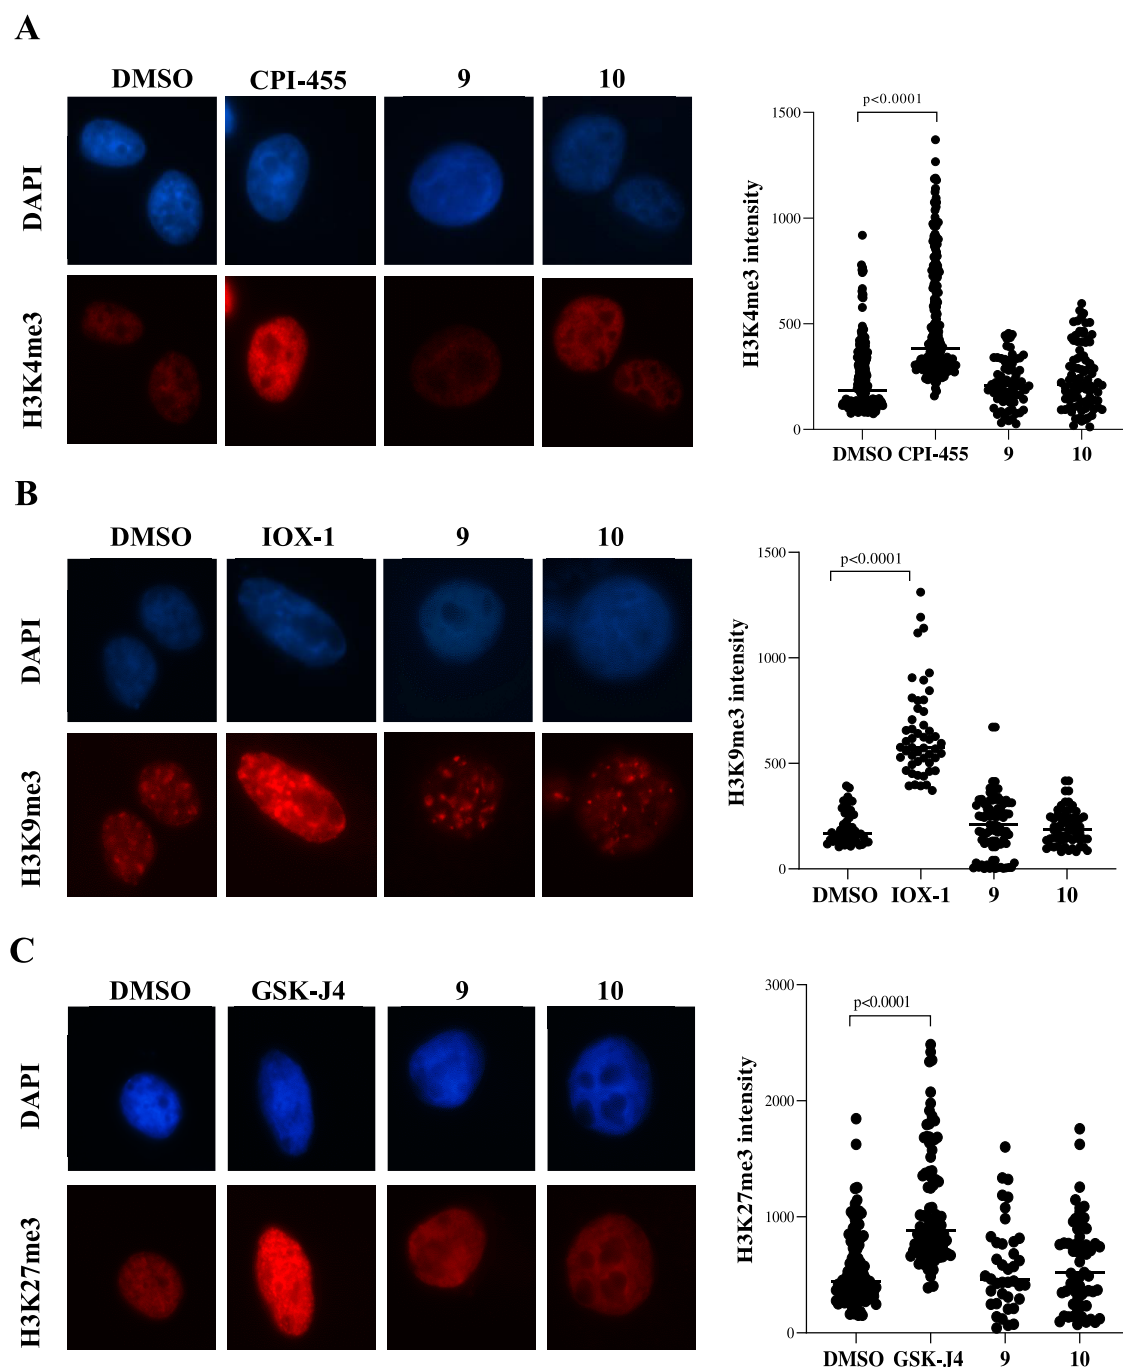 A
DMSO CPI-455 9 10
DAPI
H3K4me3
H3K4me3 intensity
1500
1000
500
0
p<0.0001
DMSO CPI-455 9 10
B
DMSO IOX-1 9 10
DAPI
H3K9me3
H3K9me3 intensity
1500
1000
500
0
p<0.0001
DMSO IOX-1 9 10
C
DMSO GSK-J4 9 10
DAPI
H3K27me3
H3K27me3 intensity
3000
2000
1000
0
p<0.0001
DMSO GSK-J4 9 10